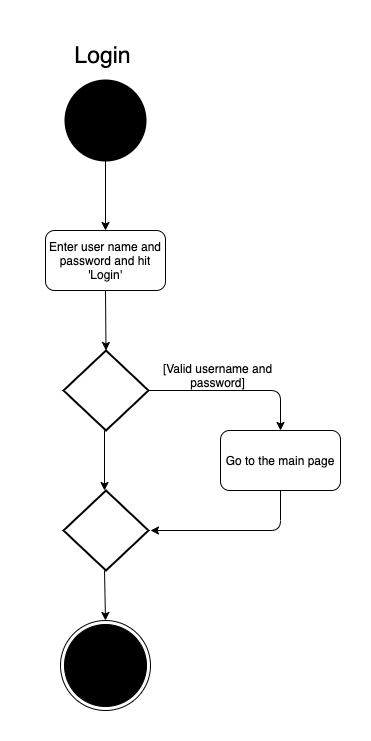 Login
Enter user name and
password and hit
'Login'
[Valid username and
password]
Go to the main page